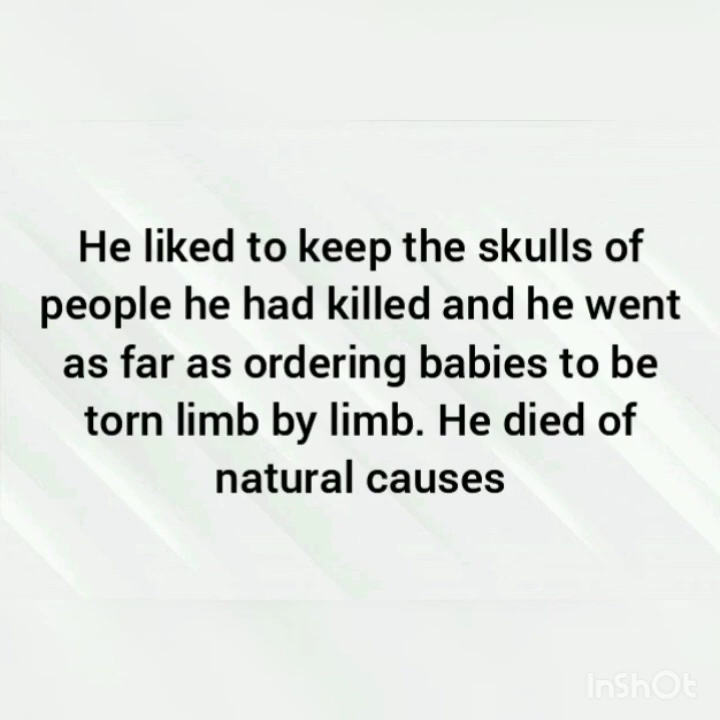 He liked to keep the skulls of
people he had killed and he went
as far as ordering babies to be
torn limb by limb. He died of
natural causes
InShOt